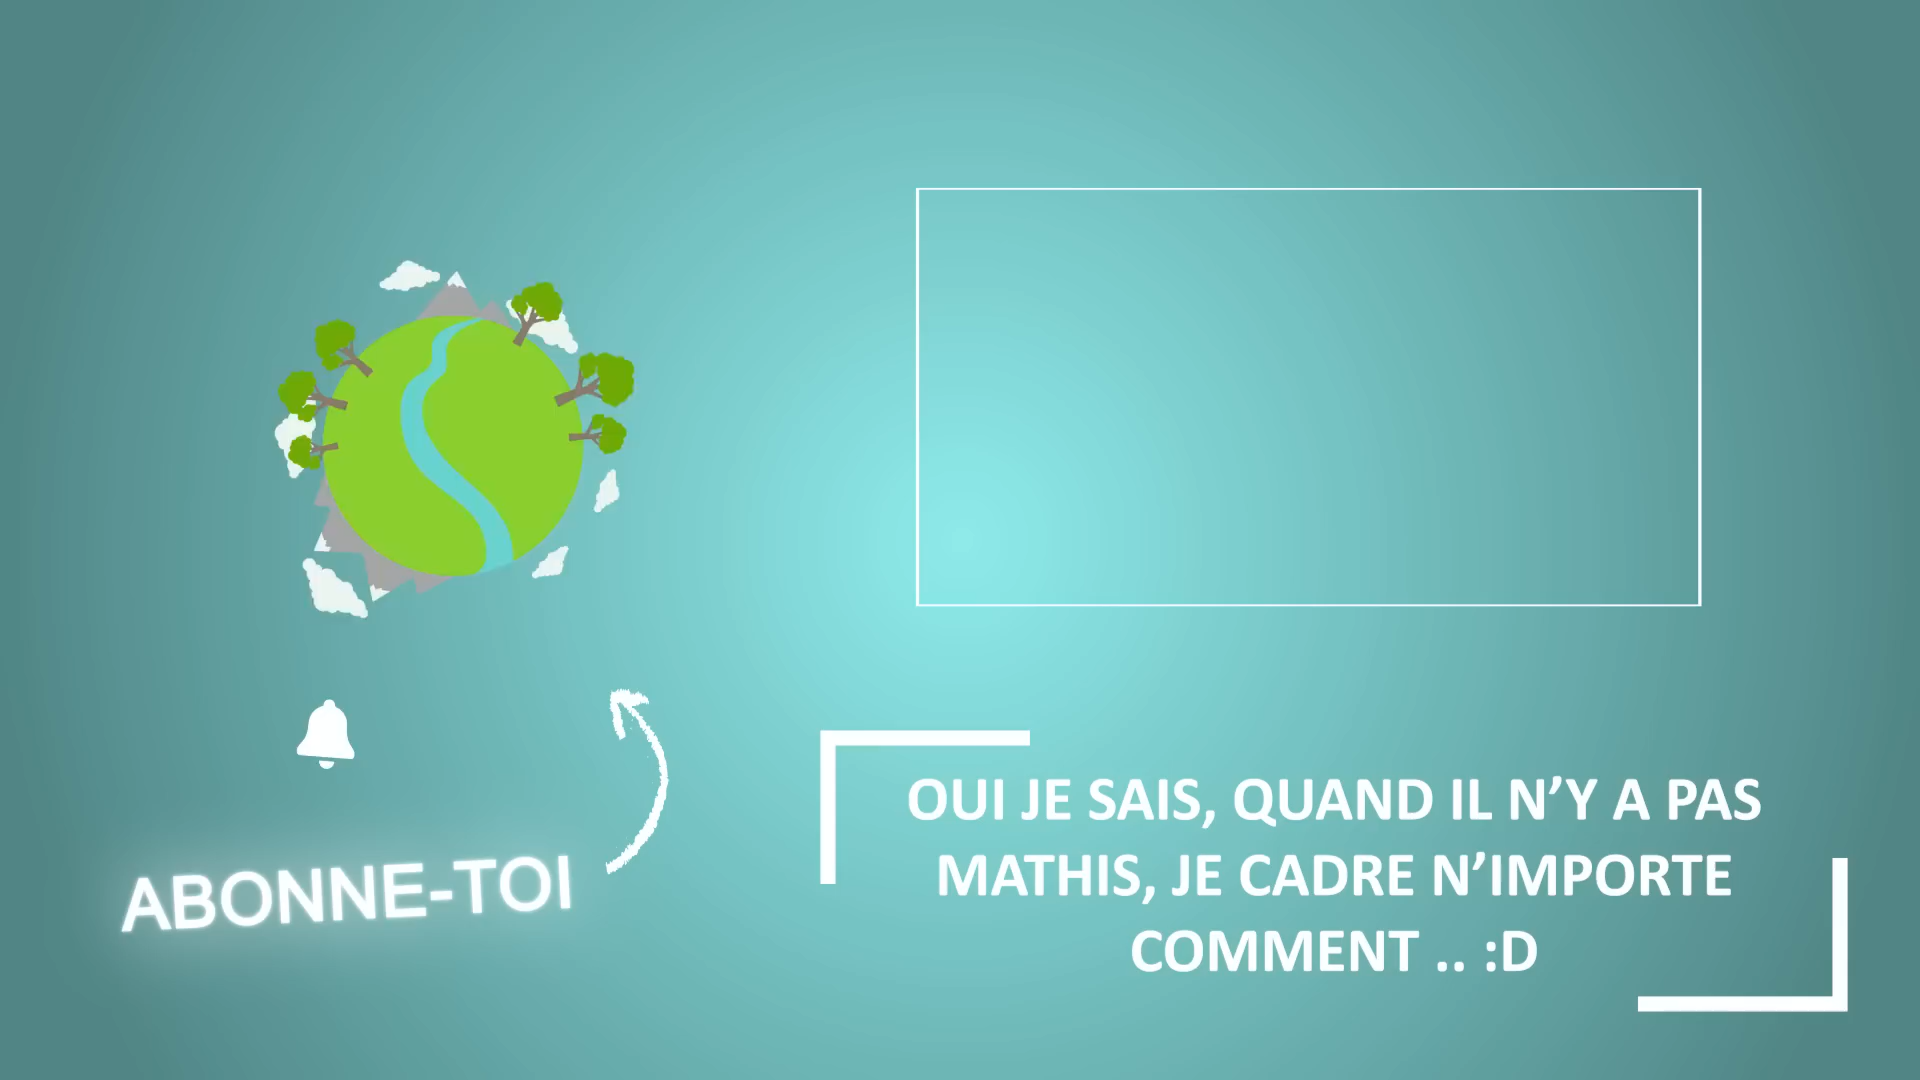 ABONNE-TOI
OUI JE SAIS, QUAND IL N’Y A PAS
MATHIS, JE CADRE N’IMPORTE
COMMENT .. :D